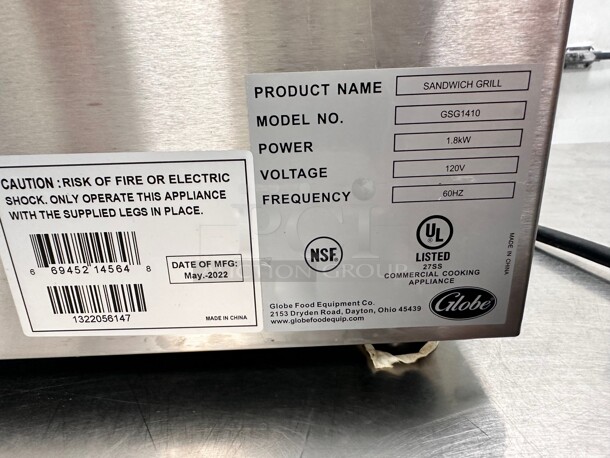 PRODUCT NAME SANDWICH GRILL
MODEL NO. GSG1410
POWER 1.8kW
VOLTAGE 120V
FREQUENCY 60HZ
NSF.
UL
LISTED
27SS
COMMERCIAL COOKING
APPLIANCE
MADE IN CHINA
Globe Food Equipment Co.
2153 Dryden Road, Dayton, Ohio 45439
www.globefoodequip.com
Globe
CAUTION : RISK OF FIRE OR ELECTRIC
SHOCK. ONLY OPERATE THIS APPLIANCE
WITH THE SUPPLIED LEGS IN PLACE.
6 69452 14564 8
DATE OF MFG:
May.-2022
1322056147
MADE IN CHINA